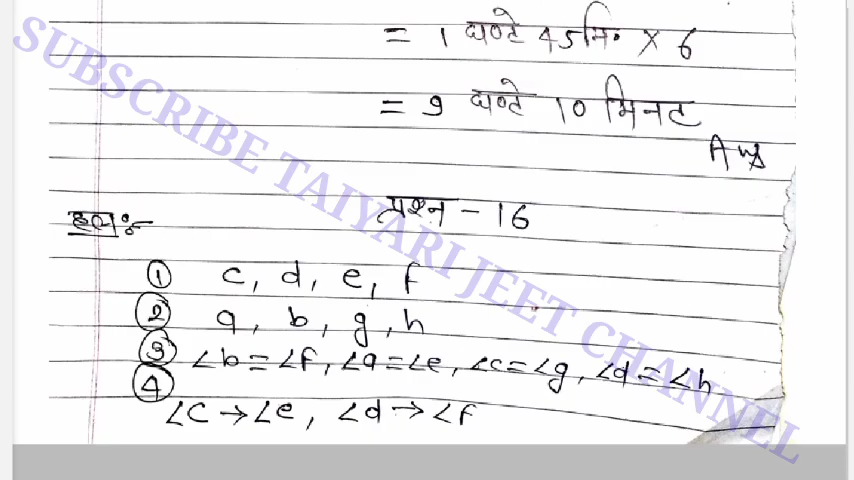 = 1 घण्टे 45 मि० × 6
= 9 घण्टे 10 मिनट
Ans
प्रश्न - 16
हल :-
① c, d, e, f
② a, b, g, h
③ ∠b = ∠f, ∠a = ∠e, ∠c = ∠g, ∠d = ∠h
④
∠c → ∠e, ∠d → ∠f
SUBSCRIBE TAIYARI JEET CHANNEL